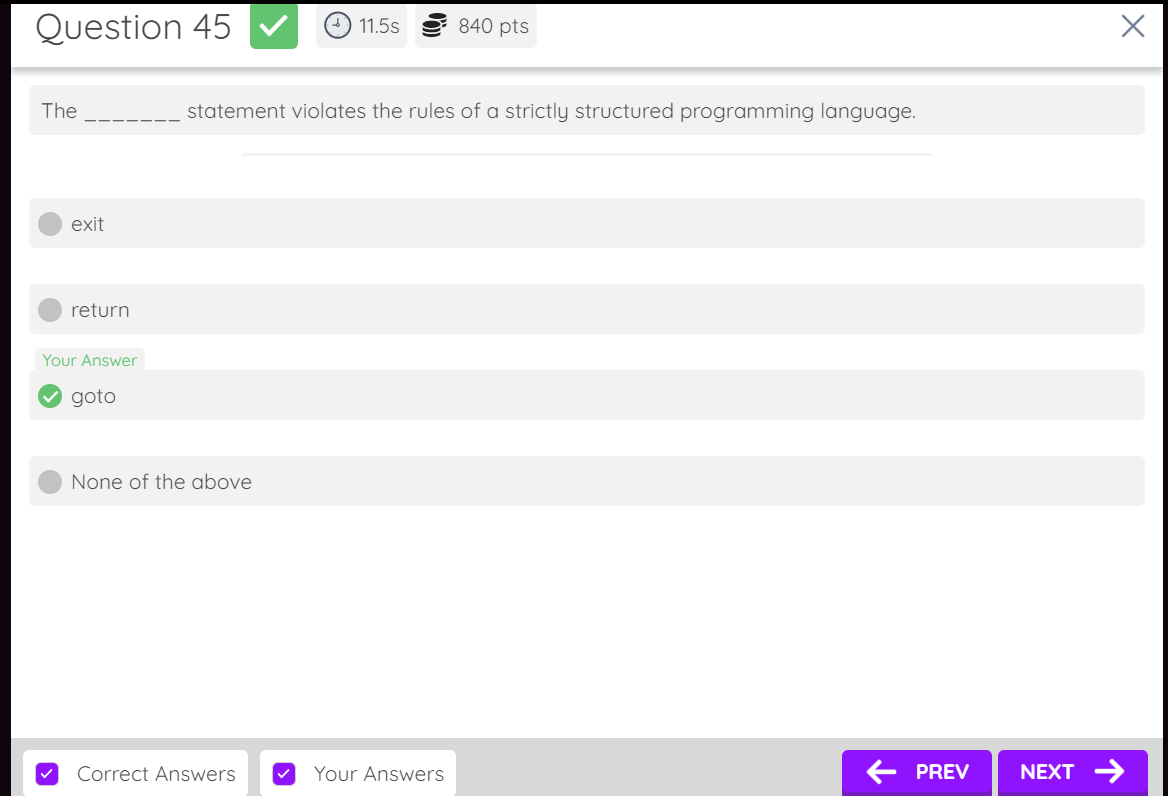 Question 45 11.5s 840 pts
The _______ statement violates the rules of a strictly structured programming language.
exit
return
Your Answer
goto
None of the above
Correct Answers Your Answers PREV NEXT